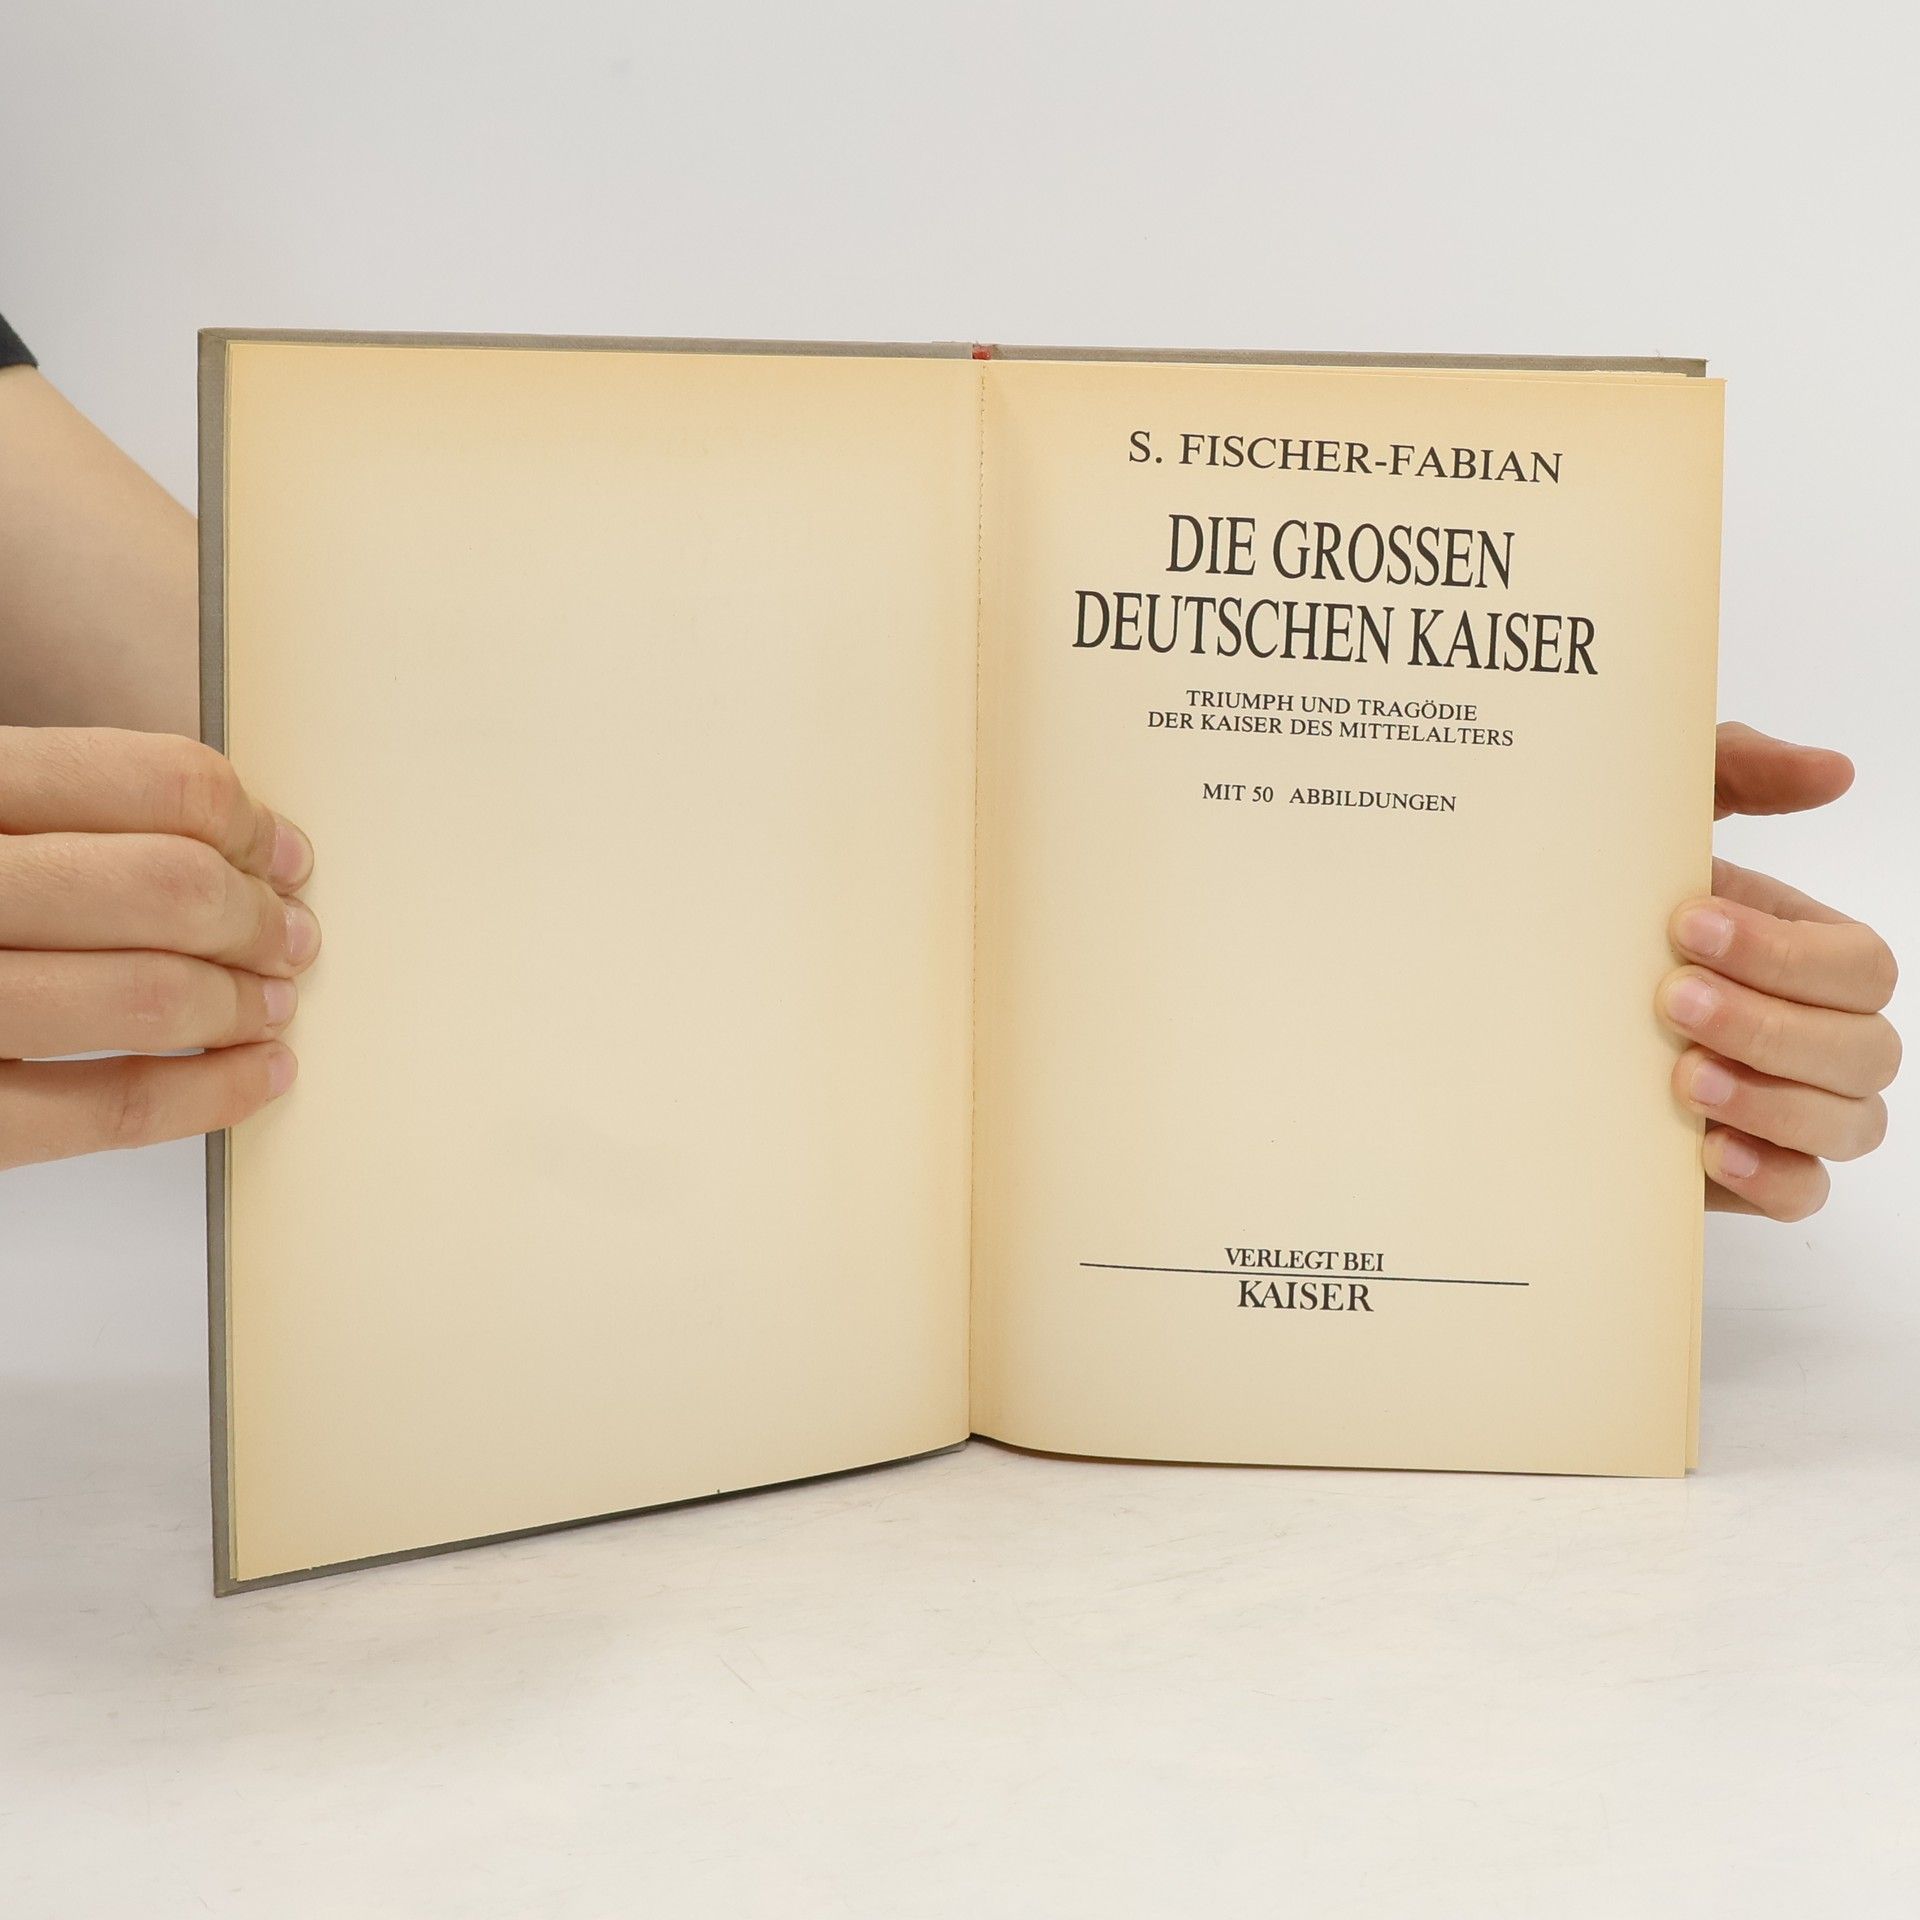 S. FISCHER-FABIAN
DIE GROSSEN
DEUTSCHEN KAISER
TRIUMPH UND TRAGÖDIE
DER KAISER DES MITTELALTERS
MIT 50 ABBILDUNGEN
VERLEGT BEI
KAISER